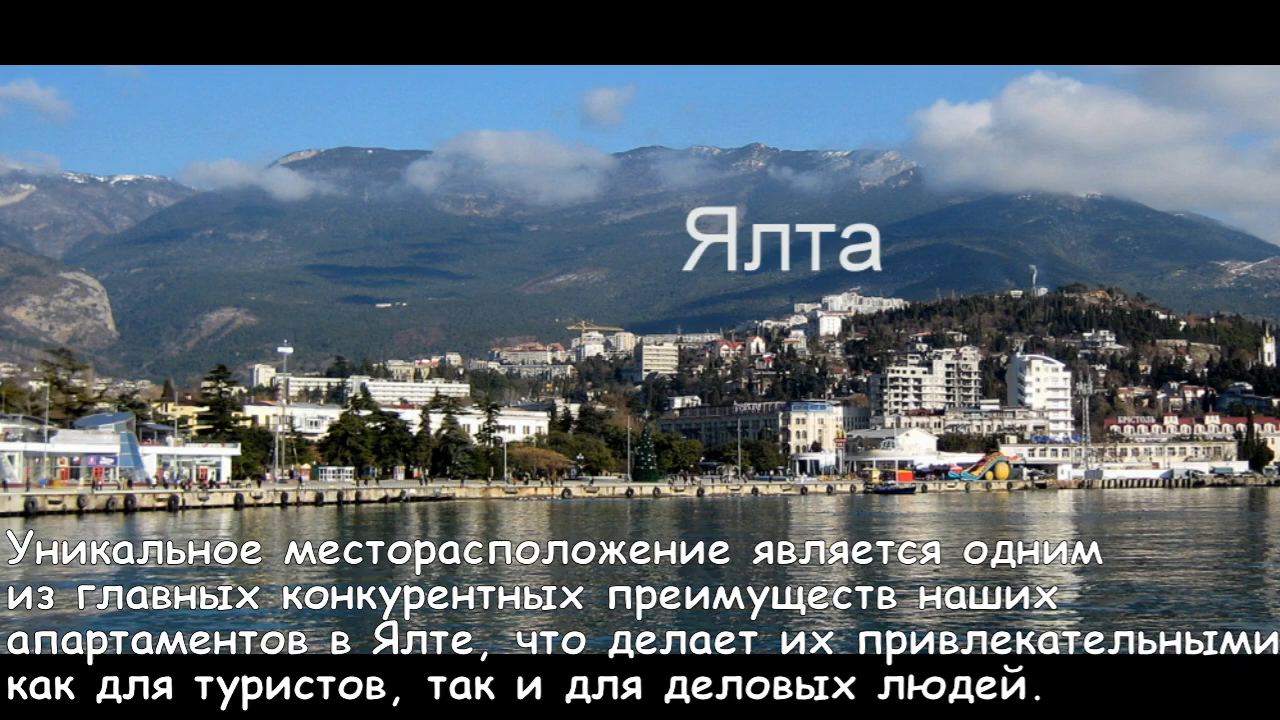 Ялта
БРИСТОЛЬ
Уникальное месторасположение является одним
из главных конкурентных преимуществ наших
апартаментов в Ялте, что делает их привлекательными
как для туристов, так и для деловых людей.